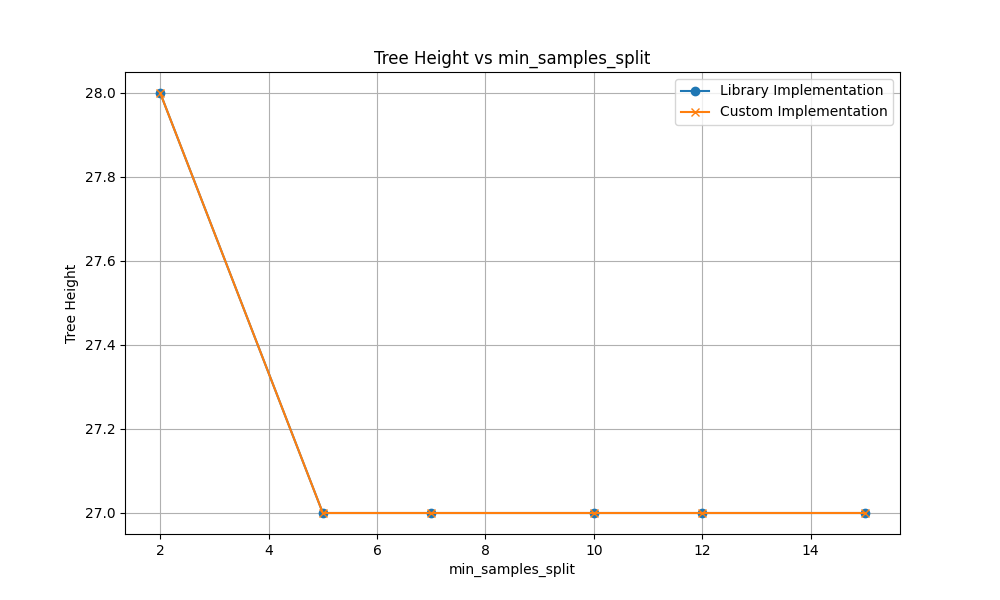 Tree Height vs min_samples_split
Library Implementation
Custom Implementation
28.0
27.8
27.6
27.4
27.2
27.0
Tree Height
2 4 6 8 10 12 14
min_samples_split